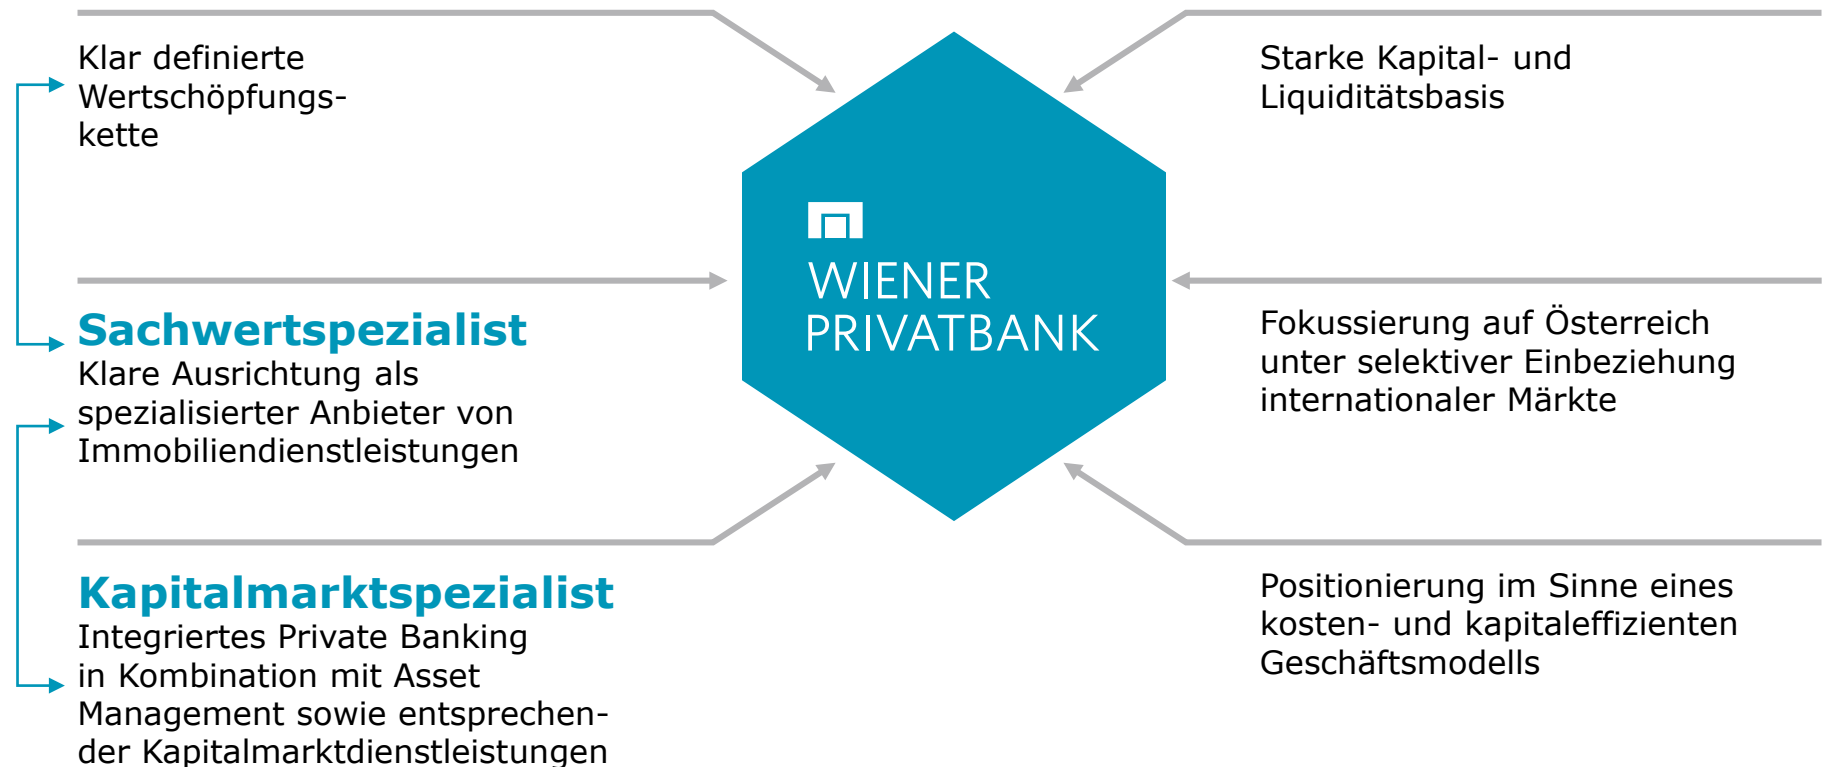 Klar definierte
Wertschöpfungs-
kette
Sachwertspezialist
Klare Ausrichtung als
spezialisierter Anbieter von
Immobiliendienstleistungen
Kapitalmarktspezialist
Integriertes Private Banking
in Kombination mit Asset
Management sowie entsprechen-
der Kapitalmarktdienstleistungen
WIENER
PRIVATBANK
Starke Kapital- und
Liquiditätsbasis
Fokussierung auf Österreich
unter selektiver Einbeziehung
internationaler Märkte
Positionierung im Sinne eines
kosten- und kapitaleffizienten
Geschäftsmodells